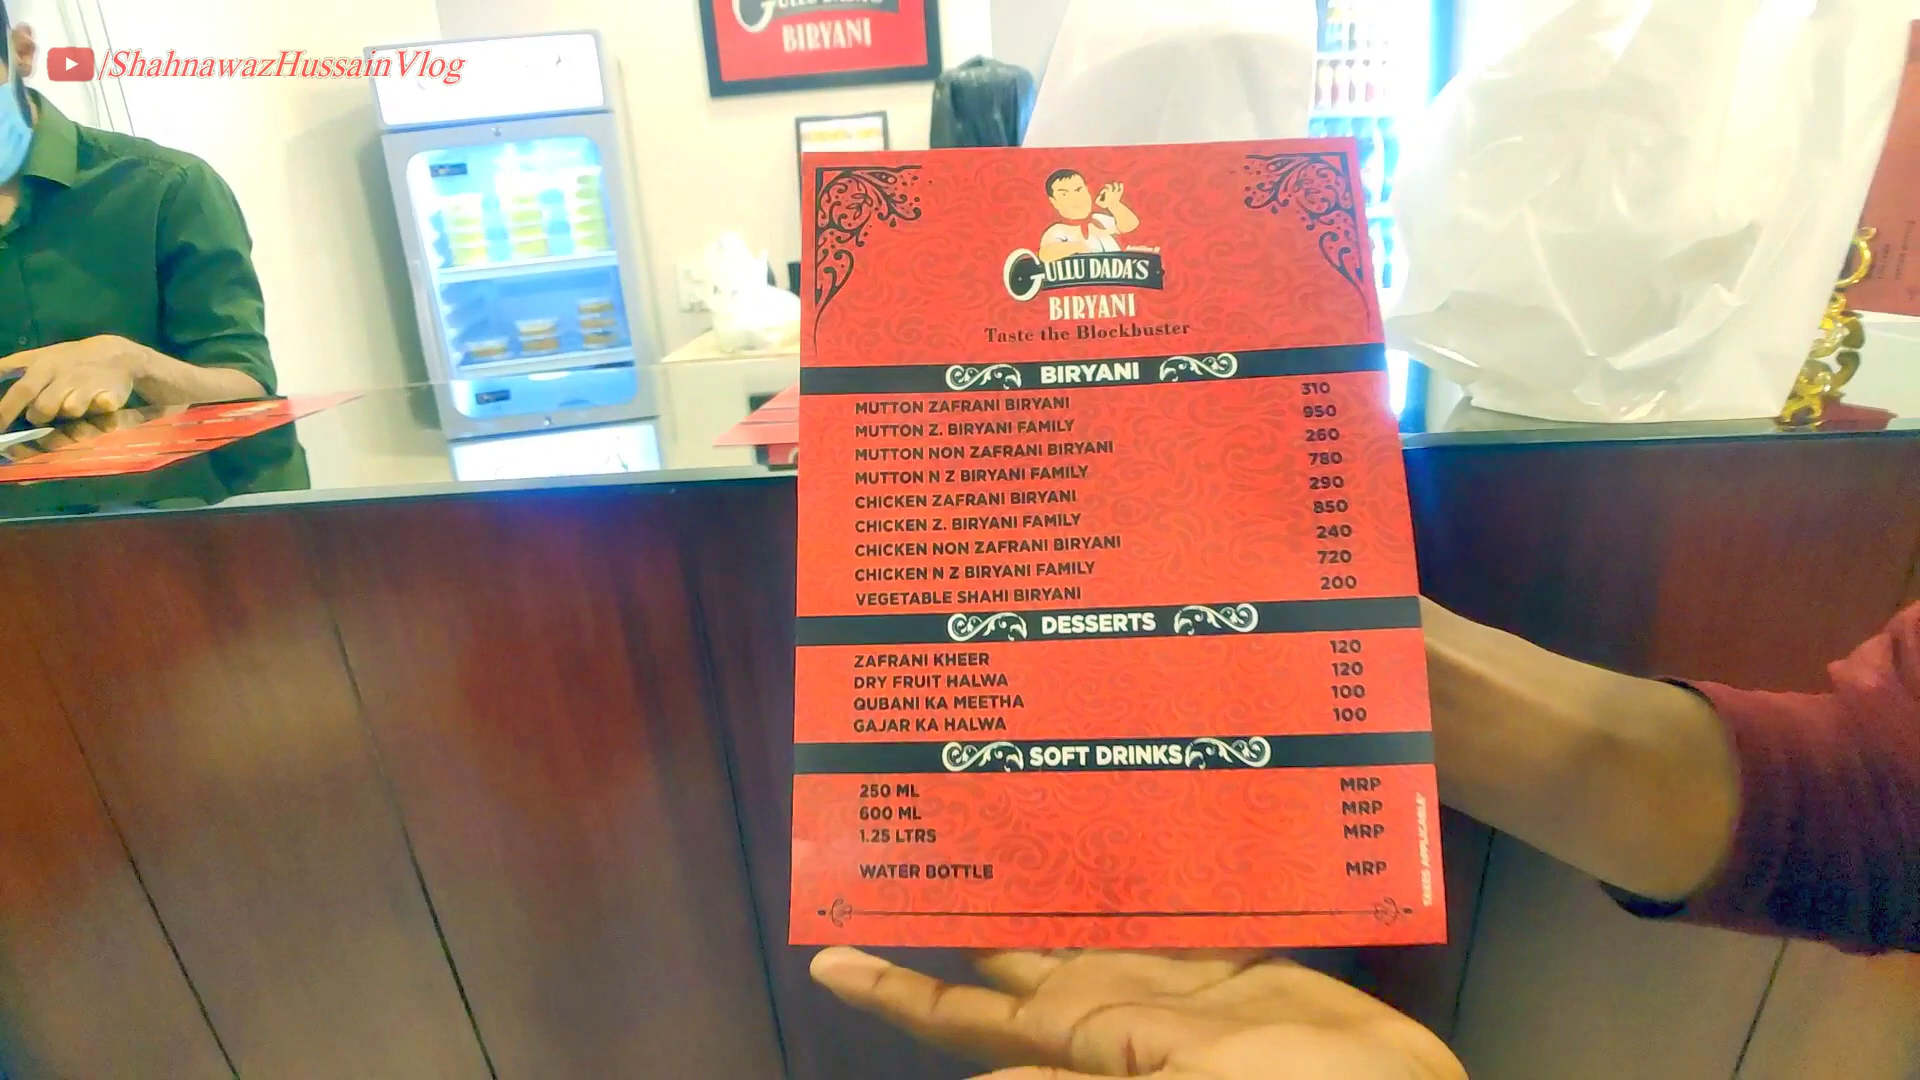 /ShahnawazHussainVlog
GULLU DADA'S
BIRYANI
GULLU DADA'S
BIRYANI
Taste the Blockbuster
BIRYANI
MUTTON ZAFRANI BIRYANI 310
MUTTON Z. BIRYANI FAMILY 950
MUTTON NON ZAFRANI BIRYANI 260
MUTTON N Z BIRYANI FAMILY 780
CHICKEN ZAFRANI BIRYANI 290
CHICKEN Z. BIRYANI FAMILY 850
CHICKEN NON ZAFRANI BIRYANI 240
CHICKEN N Z BIRYANI FAMILY 720
VEGETABLE SHAHI BIRYANI 200
DESSERTS
ZAFRANI KHEER 120
DRY FRUIT HALWA 120
QUBANI KA MEETHA 100
GAJAR KA HALWA 100
SOFT DRINKS
250 ML MRP
600 ML MRP
1.25 LTRS MRP
WATER BOTTLE MRP
TAXES APPLICABLE*